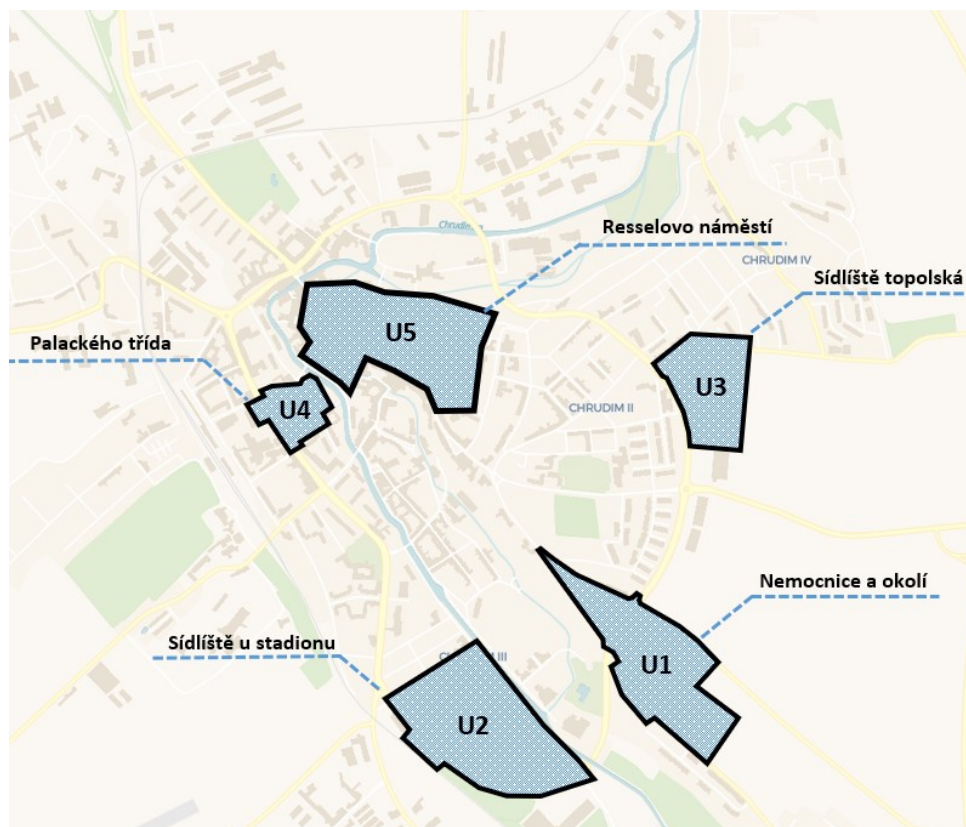 Resselovo náměstí
CHRUDIM IV
Sídlíště topolská
U5
Palackého třída
U3
U4
CHRUDIM II
Nemocnice a okolí
Sídlíště u stadionu
III
U1
U2